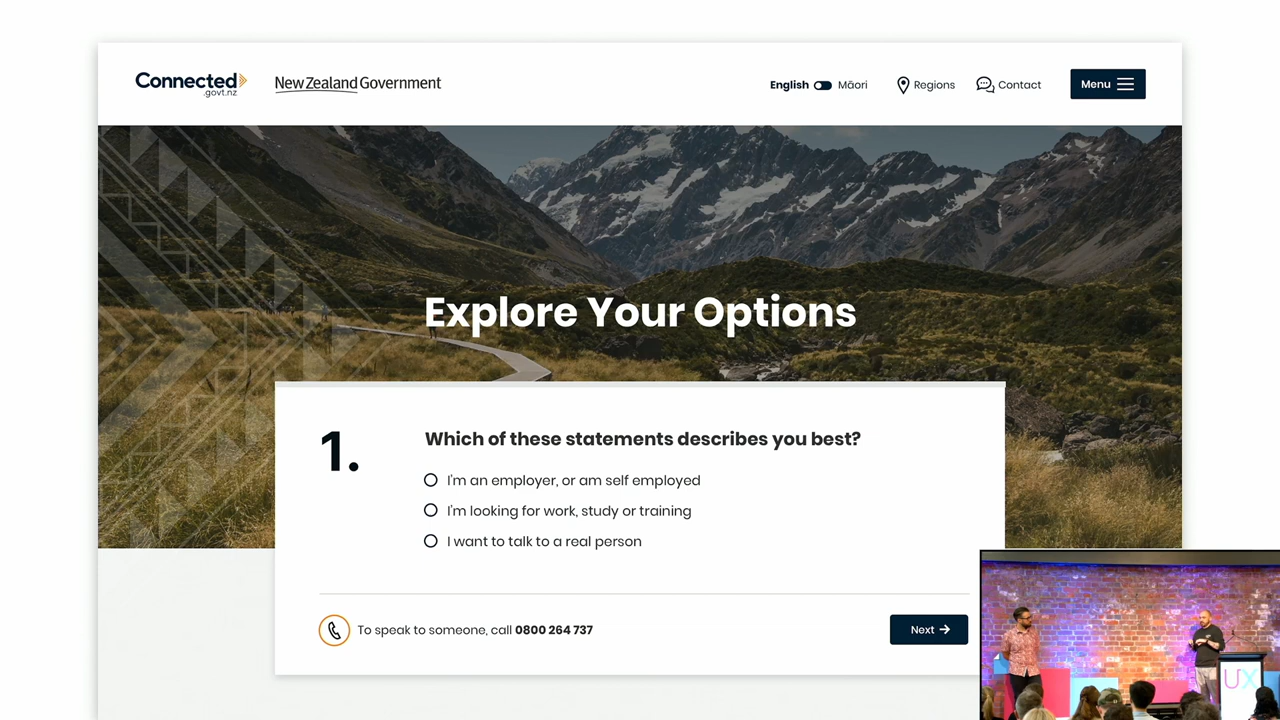 Connected
.govt.nz
New Zealand Government
English Māori
Regions
Contact
Menu
Explore Your Options
1.
Which of these statements describes you best?
I'm an employer, or am self employed
I'm looking for work, study or training
I want to talk to a real person
To speak to someone, call 0800 264 737
Next
UX